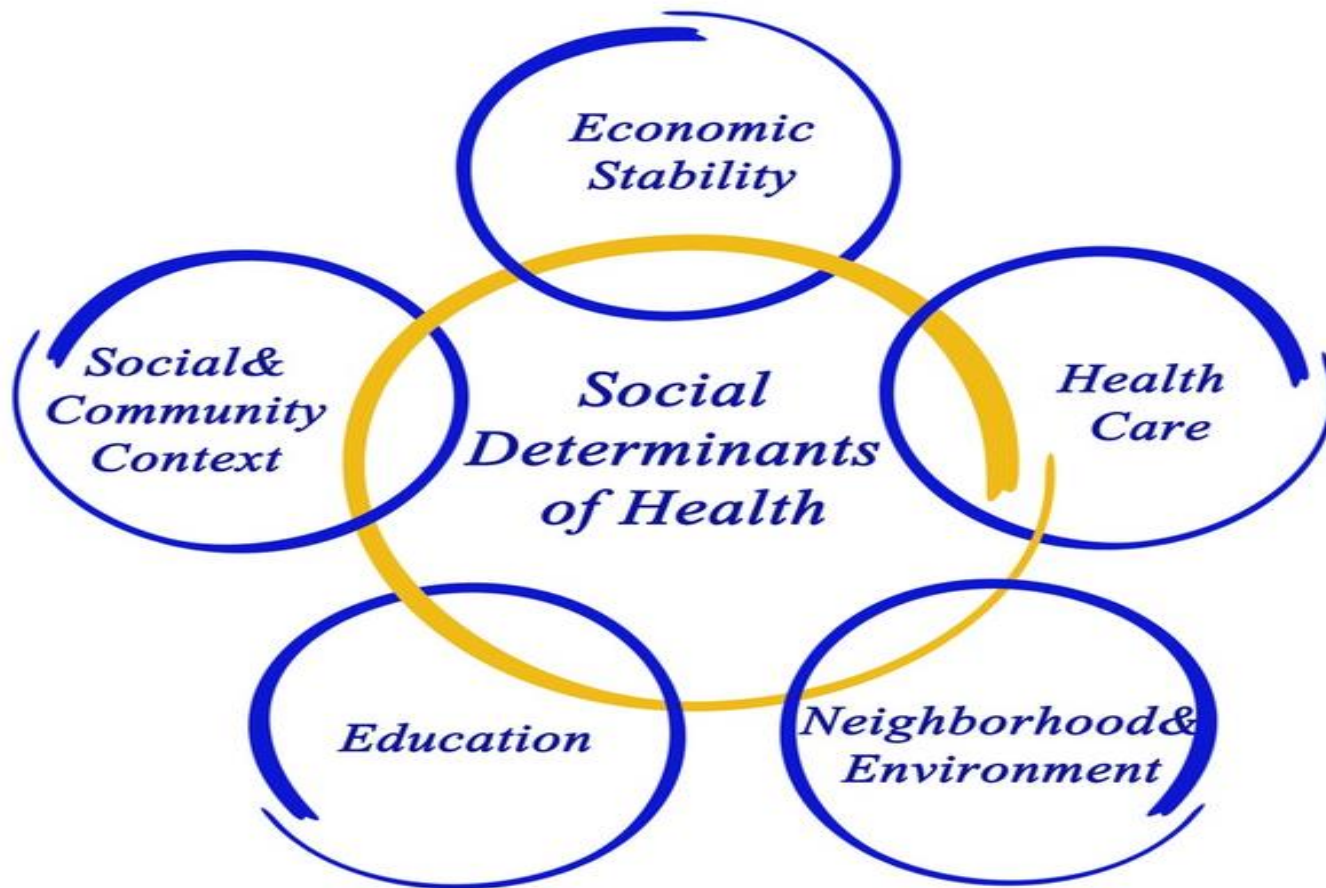 Economic
Stability
Social&
Community
Context
Social
Determinants
of Health
Health
Care
Education
Neighborhood&
Environment